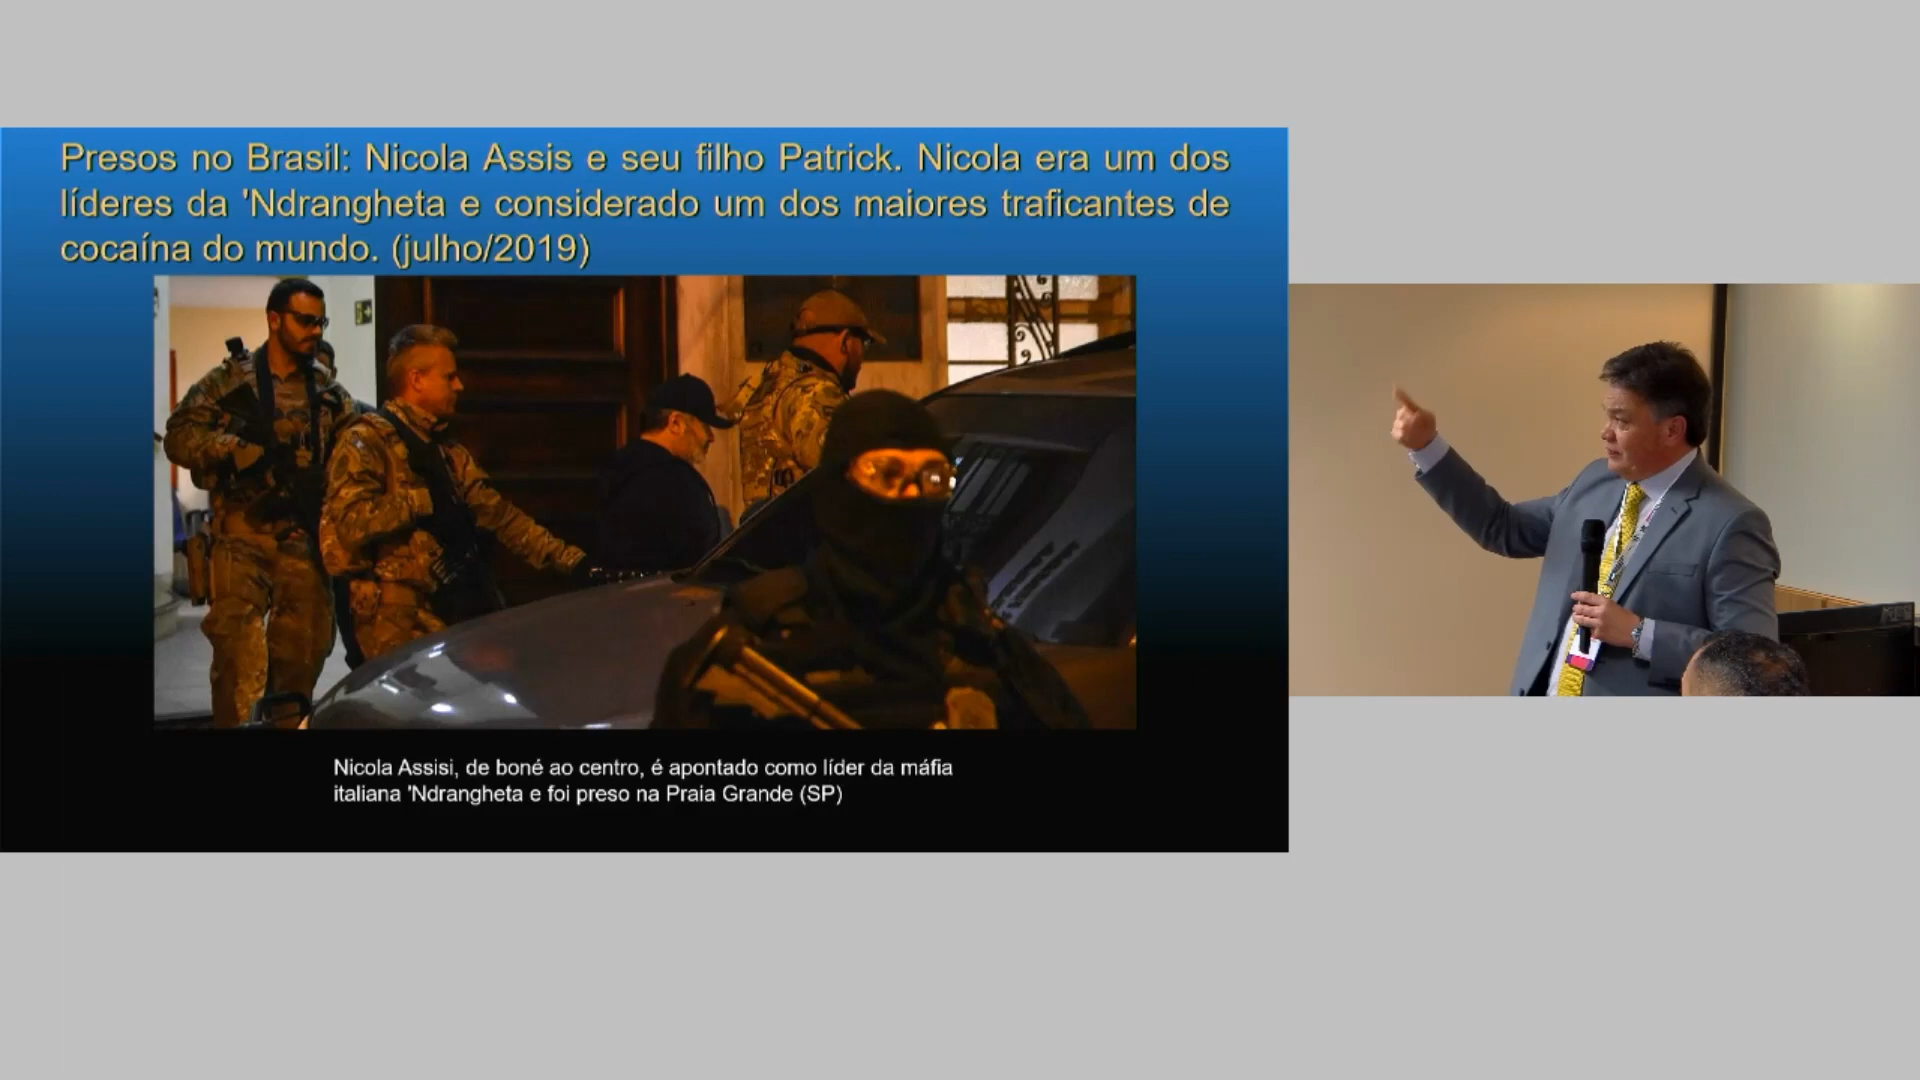 Presos no Brasil: Nicola Assis e seu filho Patrick. Nicola era um dos
líderes da 'Ndrangheta e considerado um dos maiores traficantes de
cocaína do mundo. (julho/2019)
Nicola Assisi, de boné ao centro, é apontado como líder da máfia
italiana 'Ndrangheta e foi preso na Praia Grande (SP)